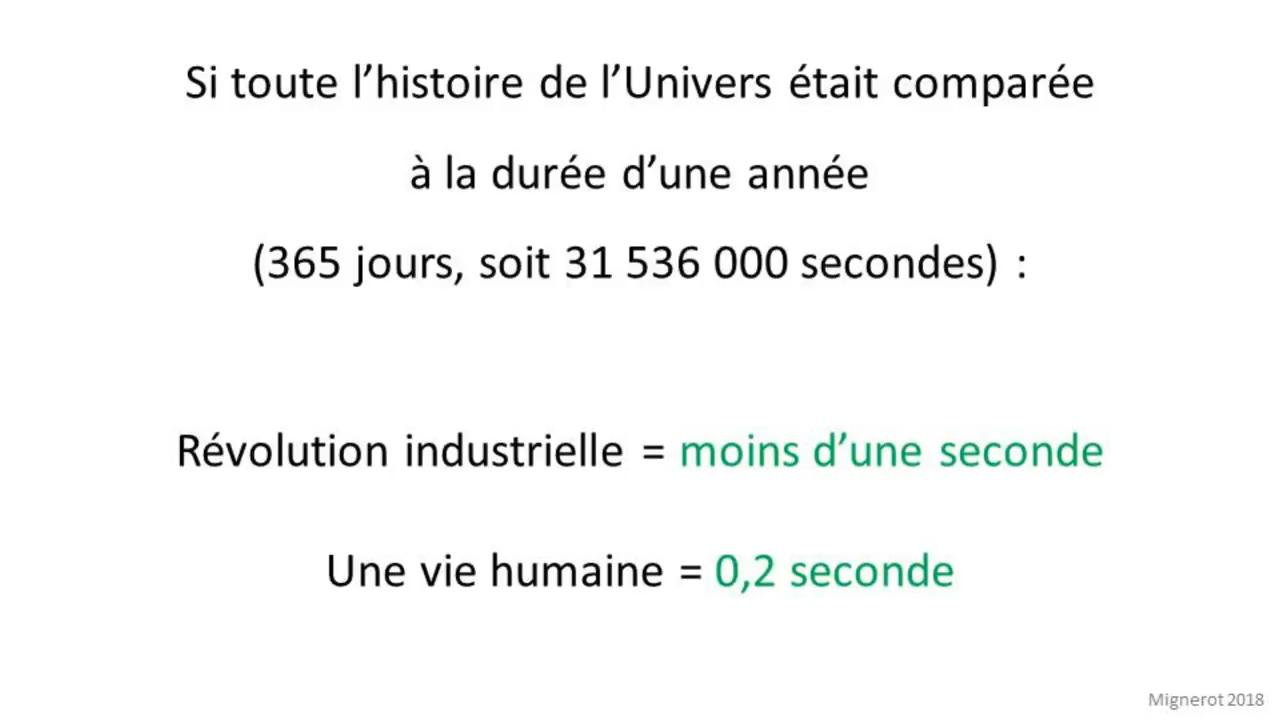 Si toute l’histoire de l’Univers était comparée
à la durée d’une année
(365 jours, soit 31 536 000 secondes) :
Révolution industrielle = moins d’une seconde
Une vie humaine = 0,2 seconde
Mignerot 2018